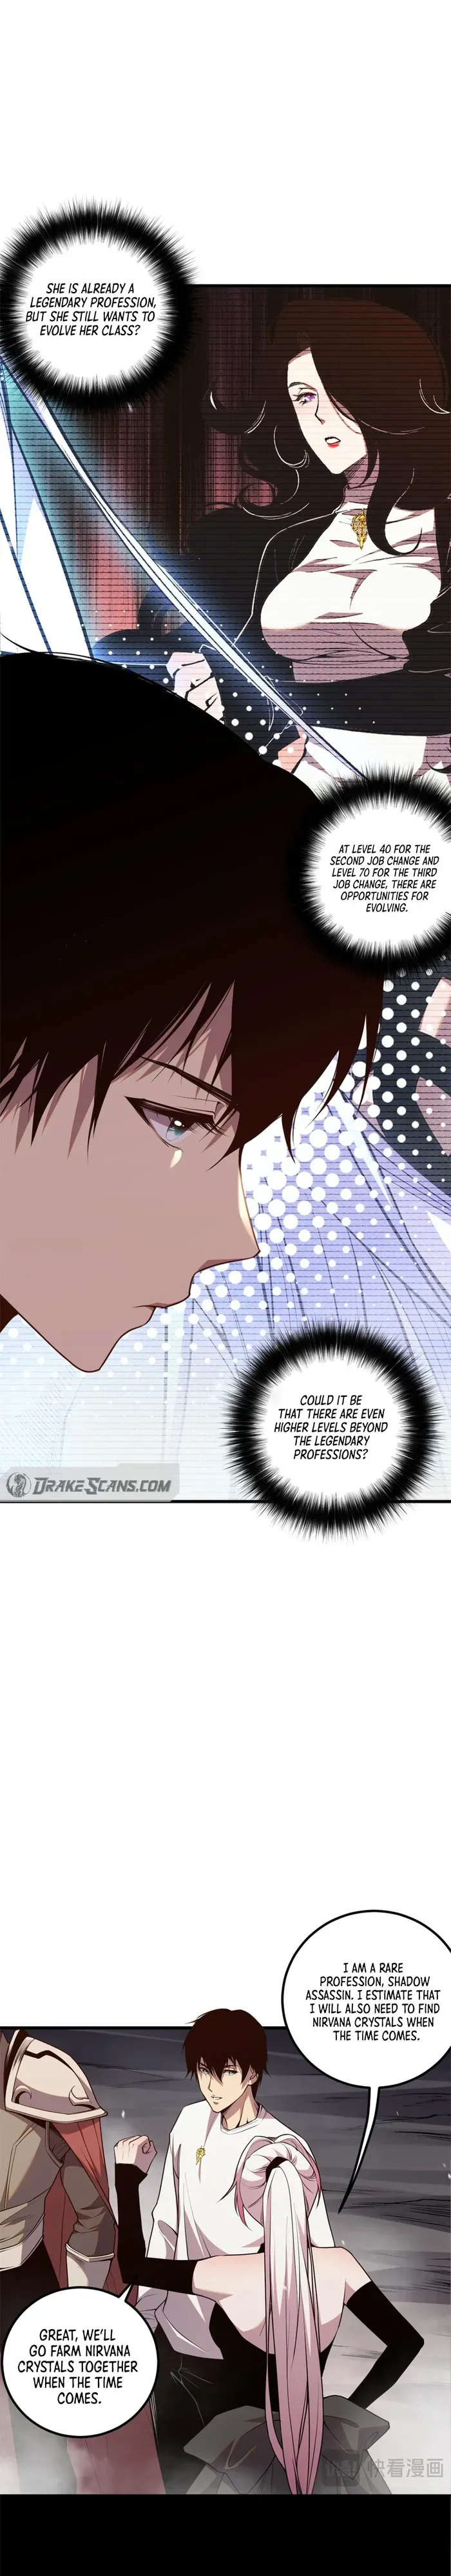 SHE IS ALREADY A
LEGENDARY PROFESSION,
BUT SHE STILL WANTS TO
EVOLVE HER CLASS?
AT LEVEL 40 FOR THE
SECOND JOB CHANGE AND
LEVEL 70 FOR THE THIRD
JOB CHANGE, THERE ARE
OPPORTUNITIES FOR
EVOLVING.
COULD IT BE
THAT THERE ARE EVEN
HIGHER LEVELS BEYOND
THE LEGENDARY
PROFESSIONS?
DRAKESCANS.COM
I AM A RARE
PROFESSION, SHADOW
ASSASSIN. I ESTIMATE THAT
I WILL ALSO NEED TO FIND
NIRVANA CRYSTALS WHEN
THE TIME COMES.
GREAT, WE'LL
GO FARM NIRVANA
CRYSTALS TOGETHER
WHEN THE TIME
COMES.
快看漫画